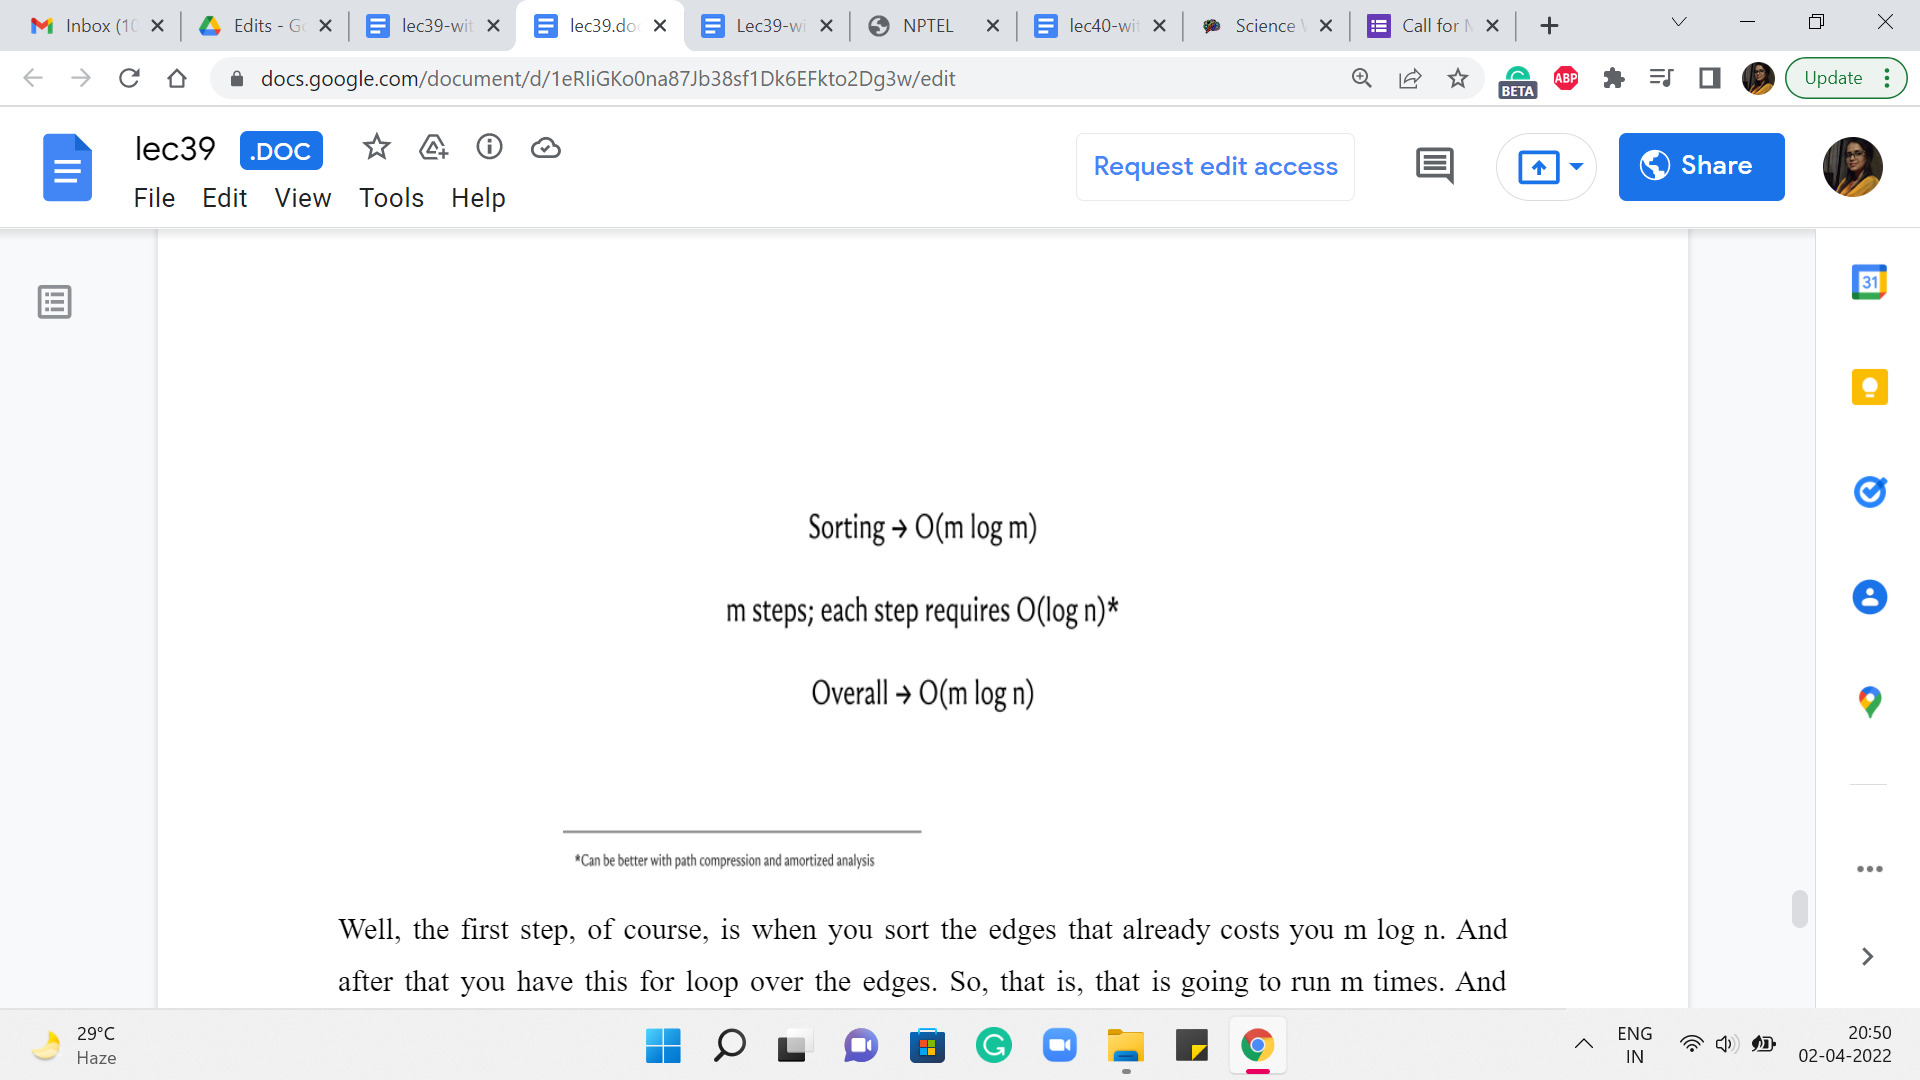 Inbox (10
Edits - Go
lec39-wit
lec39.do
Lec39-wi
NPTEL
lec40-wit
Science V
Call for M
docs.google.com/document/d/1eRIiGKo0na87Jb38sf1Dk6EFkto2Dg3w/edit
BETA
ABP
Update
lec39 .DOC
File Edit View Tools Help
Request edit access
Share
31
Sorting → O(m log m)
m steps; each step requires O(log n)*
Overall → O(m log n)
*Can be better with path compression and amortized analysis
Well, the first step, of course, is when you sort the edges that already costs you m log n. And
after that you have this for loop over the edges. So, that is, that is going to run m times. And
29°C
Haze
ENG
IN
20:50
02-04-2022